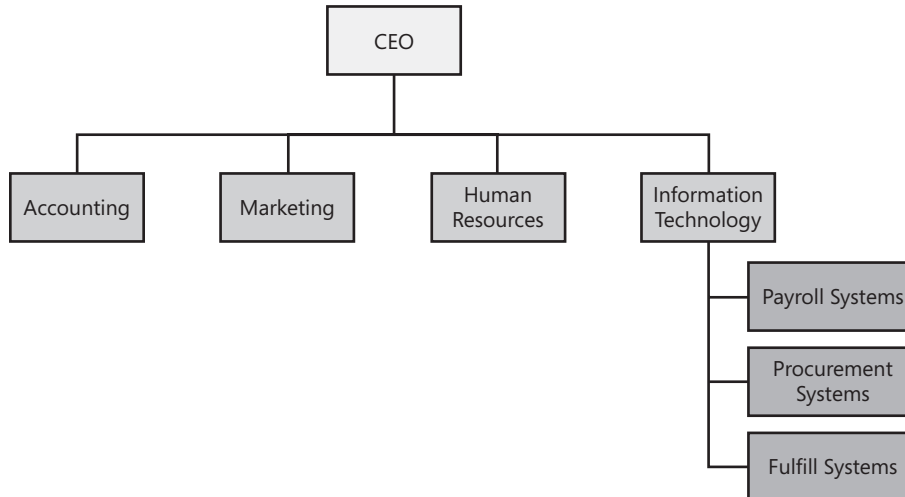 CEO
Accounting
Marketing
Human
Resources
Information
Technology
Payroll Systems
Procurement
Systems
Fulfill Systems